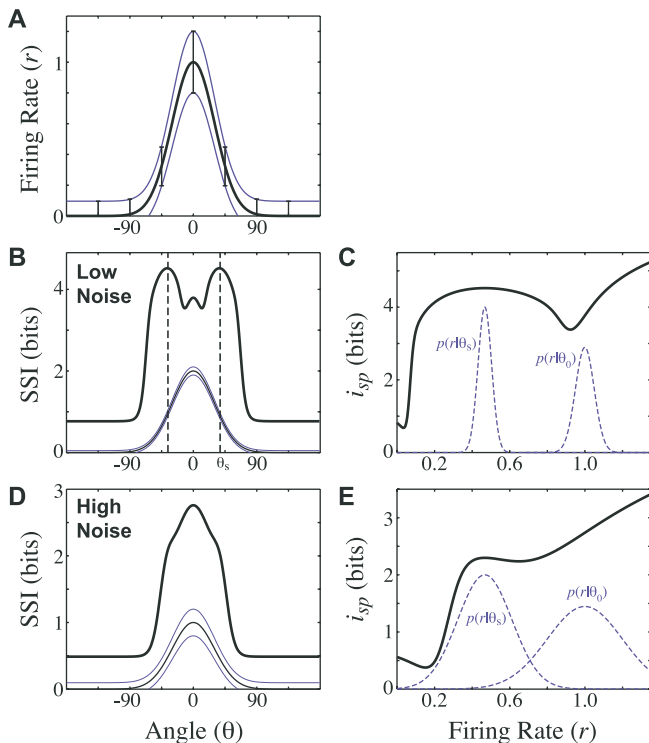 A
Firing Rate (r)
1
0
-90 0 90
B
Low
Noise
SSI (bits)
4
2
0
-90 0 θs 90
C
i_sp (bits)
6
4
2
0
p(r|θs)
p(r|θ0)
0.2 0.6 1.0
D
High
Noise
SSI (bits)
3
2
1
0
-90 0 90
Angle (θ)
E
i_sp (bits)
3
2
1
0
p(r|θs)
p(r|θ0)
0.2 0.6 1.0
Firing Rate (r)